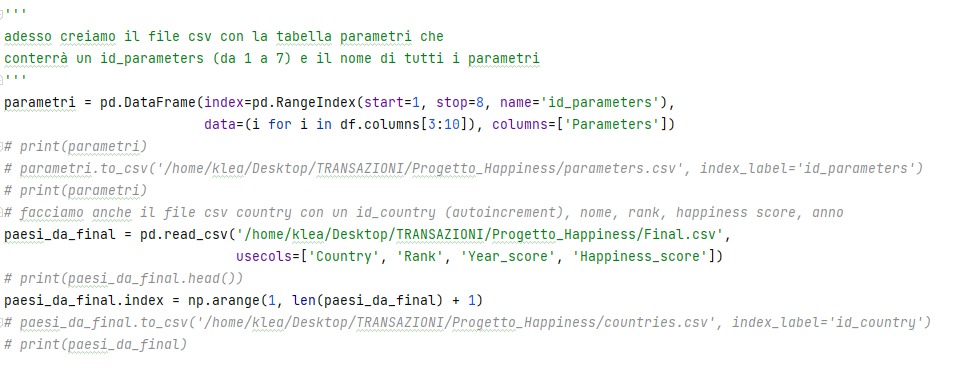 '''
adesso creiamo il file csv con la tabella parametri che
conterrà un id_parameters (da 1 a 7) e il nome di tutti i parametri
'''
parametri = pd.DataFrame(index=pd.RangeIndex(start=1, stop=8, name='id_parameters'),
                         data=(i for i in df.columns[3:10]), columns=['Parameters'])
# print(parametri)
# parametri.to_csv('/home/klea/Desktop/TRANSAZIONI/Progetto_Happiness/parameters.csv', index_label='id_parameters')
# print(parametri)
# facciamo anche il file csv country con un id_country (autoincrement), nome, rank, happiness score, anno
paesi_da_final = pd.read_csv('/home/klea/Desktop/TRANSAZIONI/Progetto_Happiness/Final.csv',
                             usecols=['Country', 'Rank', 'Year_score', 'Happiness_score'])
# print(paesi_da_final.head())
paesi_da_final.index = np.arange(1, len(paesi_da_final) + 1)
# paesi_da_final.to_csv('/home/klea/Desktop/TRANSAZIONI/Progetto_Happiness/countries.csv', index_label='id_country')
# print(paesi_da_final)